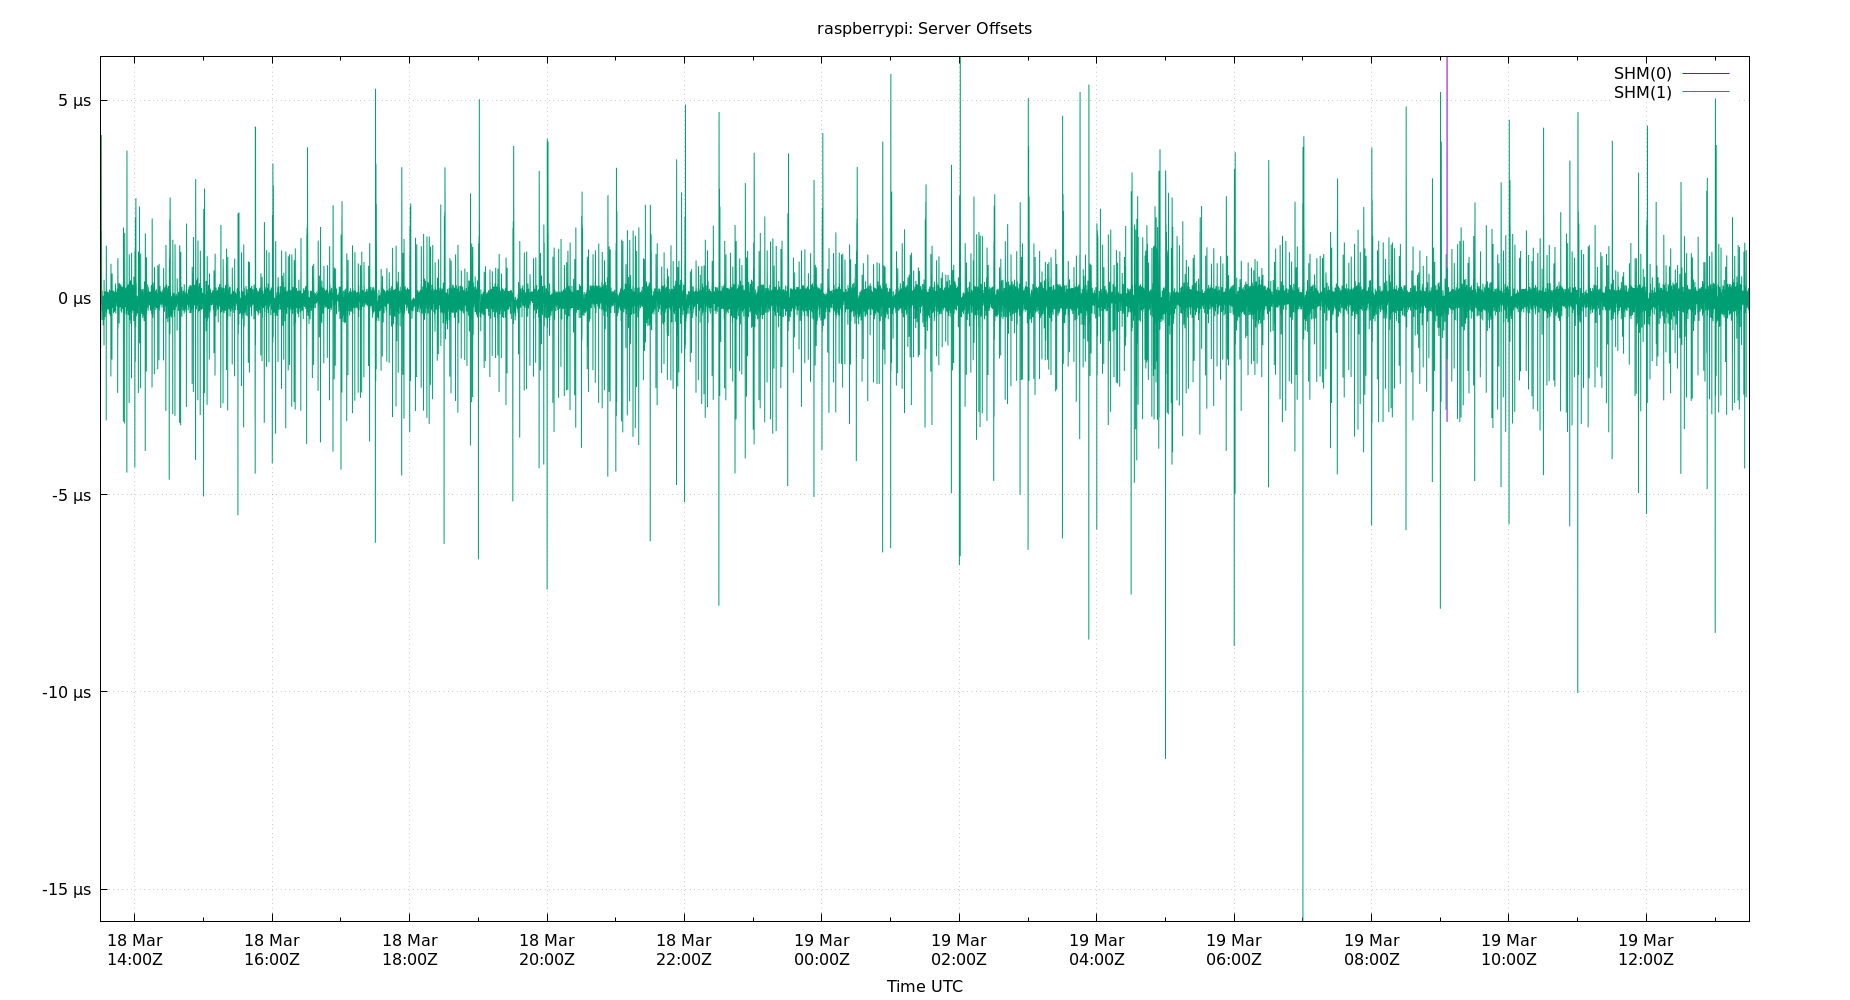 raspberrypi: Server Offsets
SHM(0)
SHM(1)
5 µs
0 µs
-5 µs
-10 µs
-15 µs
18 Mar 18 Mar 18 Mar 18 Mar 18 Mar 19 Mar 19 Mar 19 Mar 19 Mar 19 Mar 19 Mar 19 Mar
14:00Z 16:00Z 18:00Z 20:00Z 22:00Z 00:00Z 02:00Z 04:00Z 06:00Z 08:00Z 10:00Z 12:00Z
Time UTC